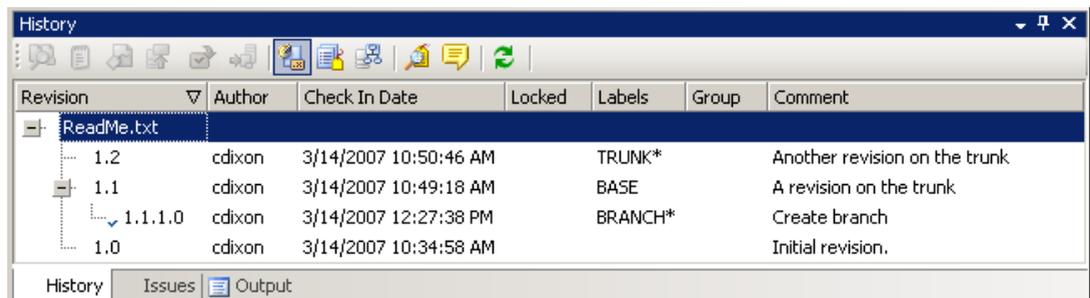 History
Revision Author Check In Date Locked Labels Group Comment
ReadMe.txt
1.2 cdixon 3/14/2007 10:50:46 AM TRUNK* Another revision on the trunk
1.1 cdixon 3/14/2007 10:49:18 AM BASE A revision on the trunk
1.1.1.0 cdixon 3/14/2007 12:27:38 PM BRANCH* Create branch
1.0 cdixon 3/14/2007 10:34:58 AM Initial revision.
History Issues Output